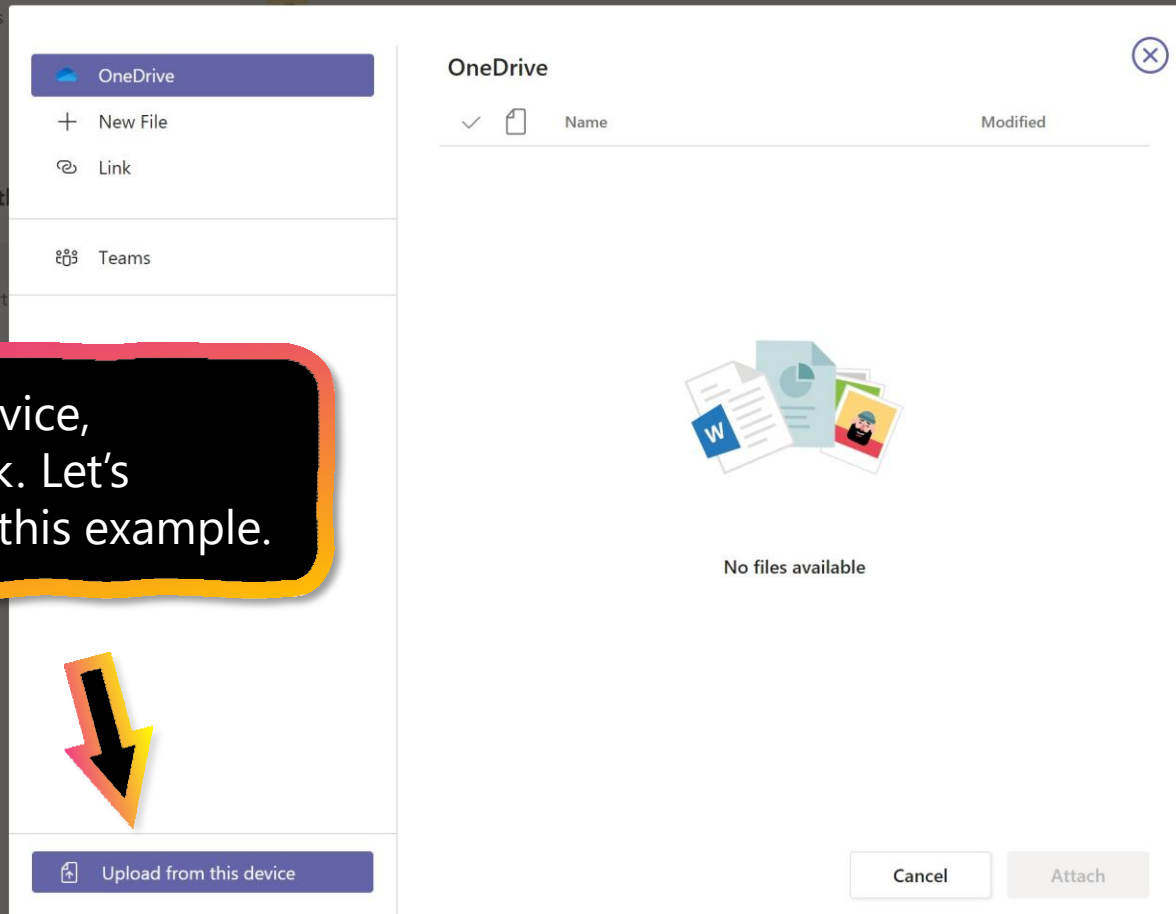 OneDrive
New File
Link
Teams
vice,
k. Let's
this example.
Upload from this device
OneDrive
Name Modified
W
No files available
Cancel Attach